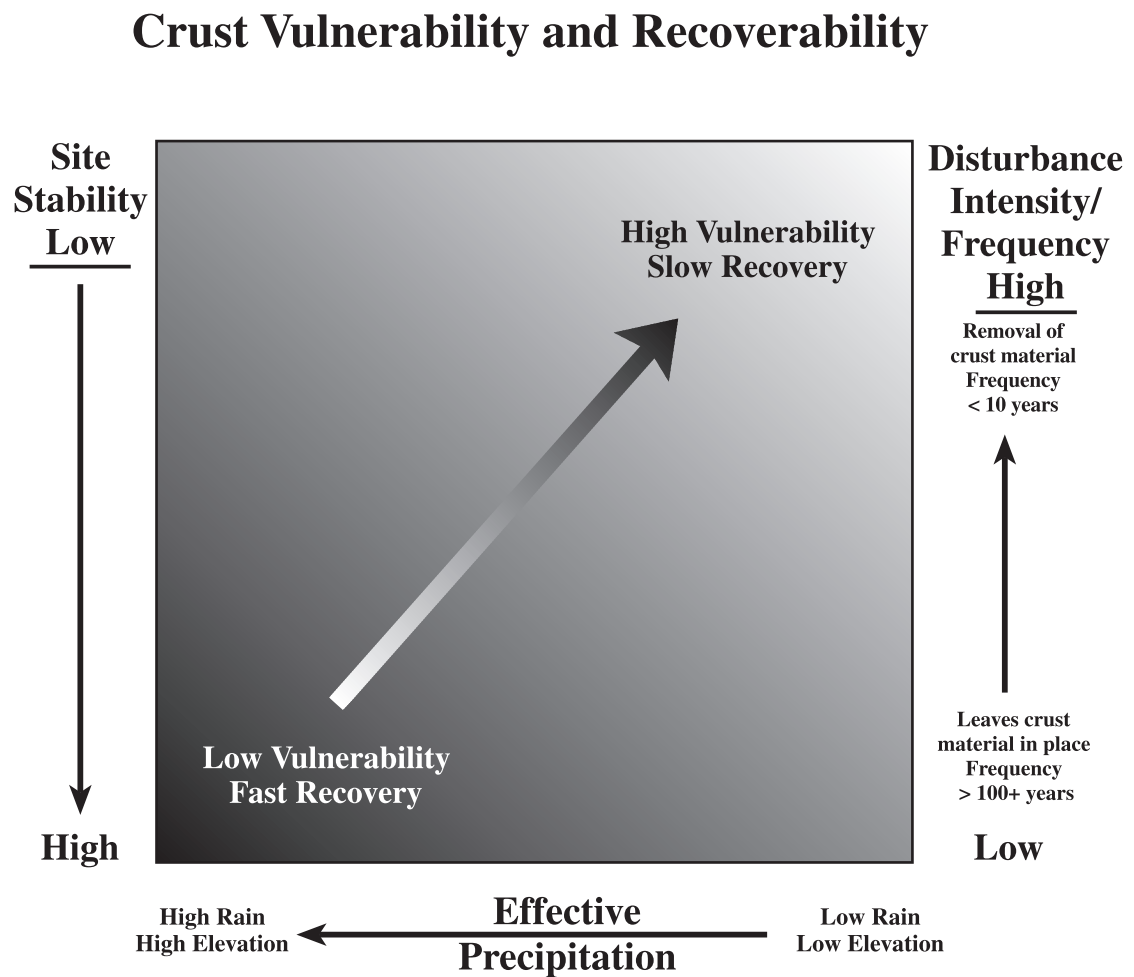 Crust Vulnerability and Recoverability
Site
Stability
Low
High
High Vulnerability
Slow Recovery
Low Vulnerability
Fast Recovery
Disturbance
Intensity/
Frequency
High
Removal of
crust material
Frequency
< 10 years
Leaves crust
material in place
Frequency
> 100+ years
Low
High Rain
High Elevation
Effective
Precipitation
Low Rain
Low Elevation